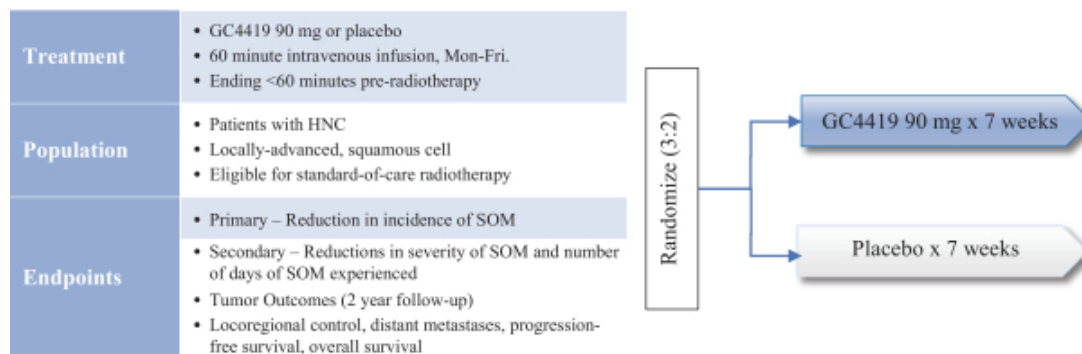 Treatment
• GC4419 90 mg or placebo
• 60 minute intravenous infusion, Mon-Fri.
• Ending <60 minutes pre-radiotherapy
Population
• Patients with HNC
• Locally-advanced, squamous cell
• Eligible for standard-of-care radiotherapy
Endpoints
• Primary – Reduction in incidence of SOM
• Secondary – Reductions in severity of SOM and number
of days of SOM experienced
• Tumor Outcomes (2 year follow-up)
• Locoregional control, distant metastases, progression-
free survival, overall survival
Randomize (3:2)
GC4419 90 mg x 7 weeks
Placebo x 7 weeks